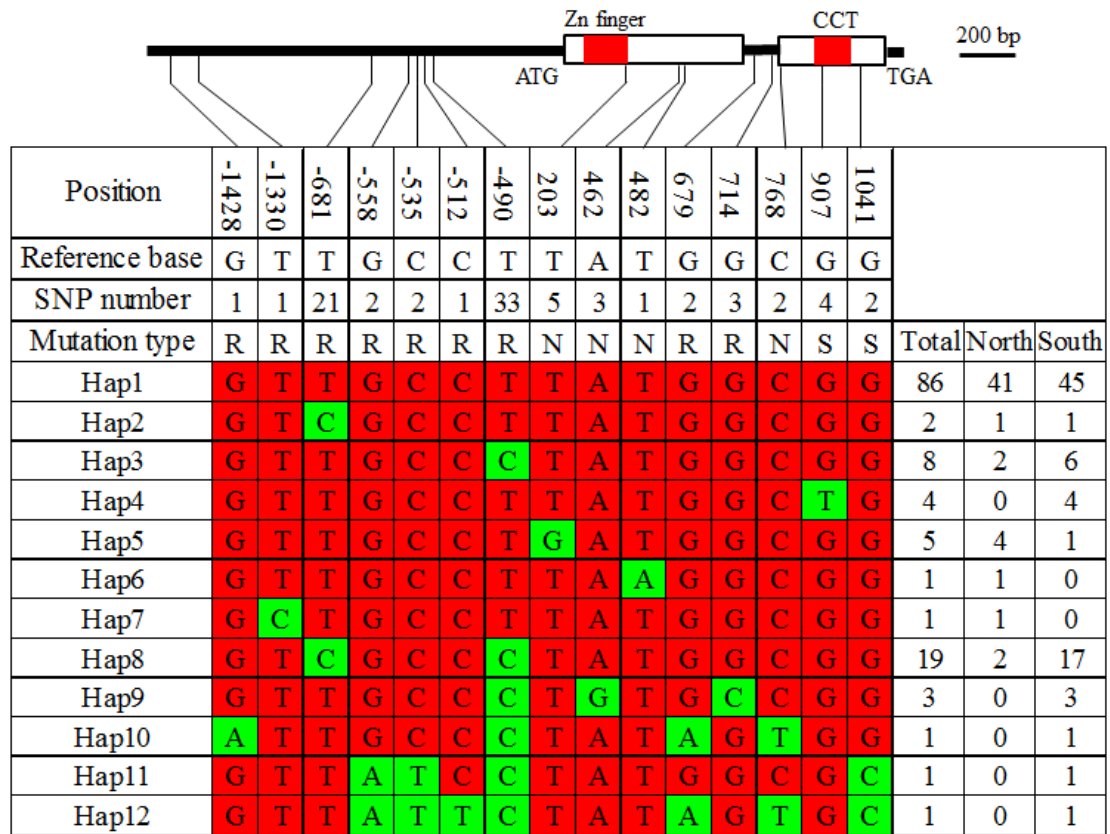 Zn finger CCT 200 bp
ATG TGA
Position -1428 -1330 -681 -558 -535 -512 -490 203 462 482 679 714 768 907 1041
Reference base G T T G C C T T A T G G C G G
SNP number 1 1 21 2 2 1 33 5 3 1 2 3 2 4 2
Mutation type R R R R R R R N N N R R N S S Total North South
Hap1 G T T G C C T T A T G G C G G 86 41 45
Hap2 G T C G C C T T A T G G C G G 2 1 1
Hap3 G T T G C C C T A T G G C G G 8 2 6
Hap4 G T T G C C T T A T G G C T G 4 0 4
Hap5 G T T G C C T G A T G G C G G 5 4 1
Hap6 G T T G C C T T A A G G C G G 1 1 0
Hap7 G C T G C C T T A T G G C G G 1 1 0
Hap8 G T C G C C C T A T G G C G G 19 2 17
Hap9 G T T G C C C T G T G C C G G 3 0 3
Hap10 A T T G C C C T A T A G T G G 1 0 1
Hap11 G T T A T C C T A T G G C G C 1 0 1
Hap12 G T T A T T C T A T A G T G C 1 0 1